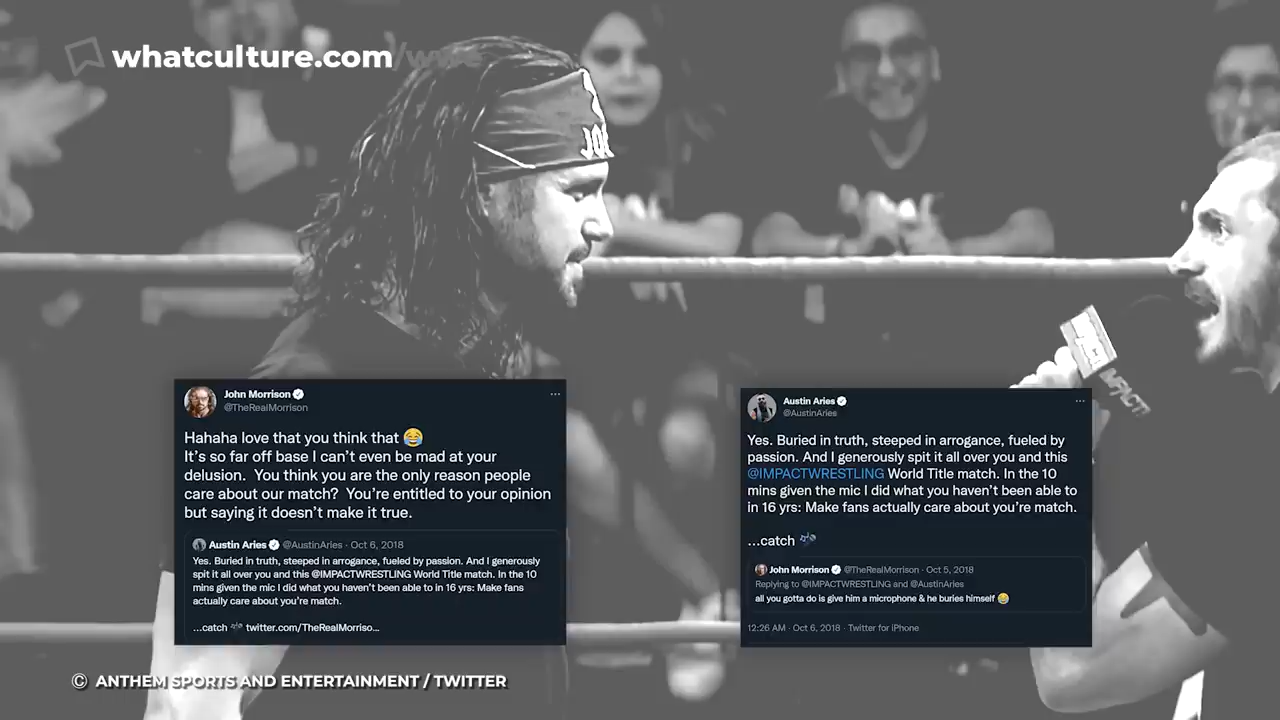 whatculture.com/wwe
JOH
IMPACT!
John Morrison
@TheRealMorrison
Hahaha love that you think that 😂
It's so far off base I can't even be mad at your
delusion. You think you are the only reason people
care about our match? You're entitled to your opinion
but saying it doesn't make it true.
Austin Aries @AustinAries · Oct 6, 2018
Yes. Buried in truth, steeped in arrogance, fueled by passion. And I generously
spit it all over you and this @IMPACTWRESTLING World Title match. In the 10
mins given the mic I did what you haven't been able to in 16 yrs: Make fans
actually care about you're match.
...catch 🎶 twitter.com/TheRealMorriso...
Austin Aries
@AustinAries
Yes. Buried in truth, steeped in arrogance, fueled by
passion. And I generously spit it all over you and this
@IMPACTWRESTLING World Title match. In the 10
mins given the mic I did what you haven't been able to
in 16 yrs: Make fans actually care about you're match.
...catch 🎶
John Morrison @TheRealMorrison · Oct 5, 2018
Replying to @IMPACTWRESTLING and @AustinAries
all you gotta do is give him a microphone & he buries himself 😂
12:26 AM · Oct 6, 2018 · Twitter for iPhone
© ANTHEM SPORTS AND ENTERTAINMENT / TWITTER